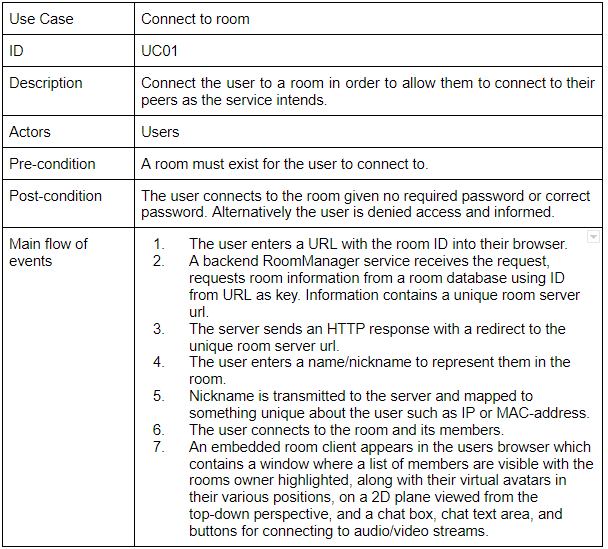 Use Case Connect to room
ID UC01
Description Connect the user to a room in order to allow them to connect to their
peers as the service intends.
Actors Users
Pre-condition A room must exist for the user to connect to.
Post-condition The user connects to the room given no required password or correct
password. Alternatively the user is denied access and informed.
Main flow of
events
1. The user enters a URL with the room ID into their browser.
2. A backend RoomManager service receives the request,
requests room information from a room database using ID
from URL as key. Information contains a unique room server
url.
3. The server sends an HTTP response with a redirect to the
unique room server url.
4. The user enters a name/nickname to represent them in the
room.
5. Nickname is transmitted to the server and mapped to
something unique about the user such as IP or MAC-address.
6. The user connects to the room and its members.
7. An embedded room client appears in the users browser which
contains a window where a list of members are visible with the
rooms owner highlighted, along with their virtual avatars in
their various positions, on a 2D plane viewed from the
top-down perspective, and a chat box, chat text area, and
buttons for connecting to audio/video streams.